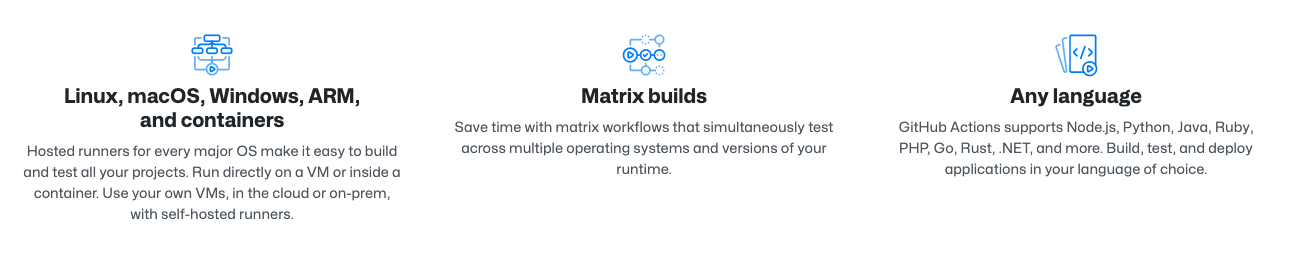 Linux, macOS, Windows, ARM,
and containers
Hosted runners for every major OS make it easy to build
and test all your projects. Run directly on a VM or inside a
container. Use your own VMs, in the cloud or on-prem,
with self-hosted runners.
Matrix builds
Save time with matrix workflows that simultaneously test
across multiple operating systems and versions of your
runtime.
Any language
GitHub Actions supports Node.js, Python, Java, Ruby,
PHP, Go, Rust, .NET, and more. Build, test, and deploy
applications in your language of choice.